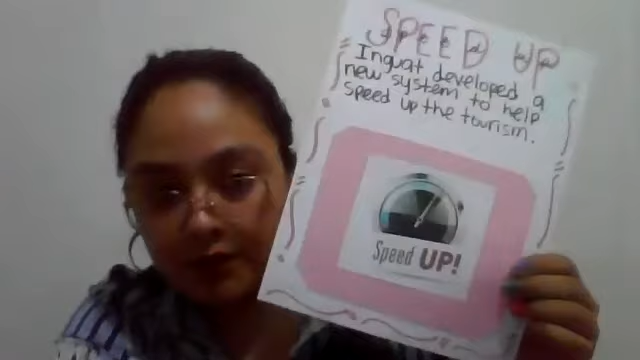 SPEED UP
Inguat developed a
new system to help
speed up the tourism.
Speed UP!